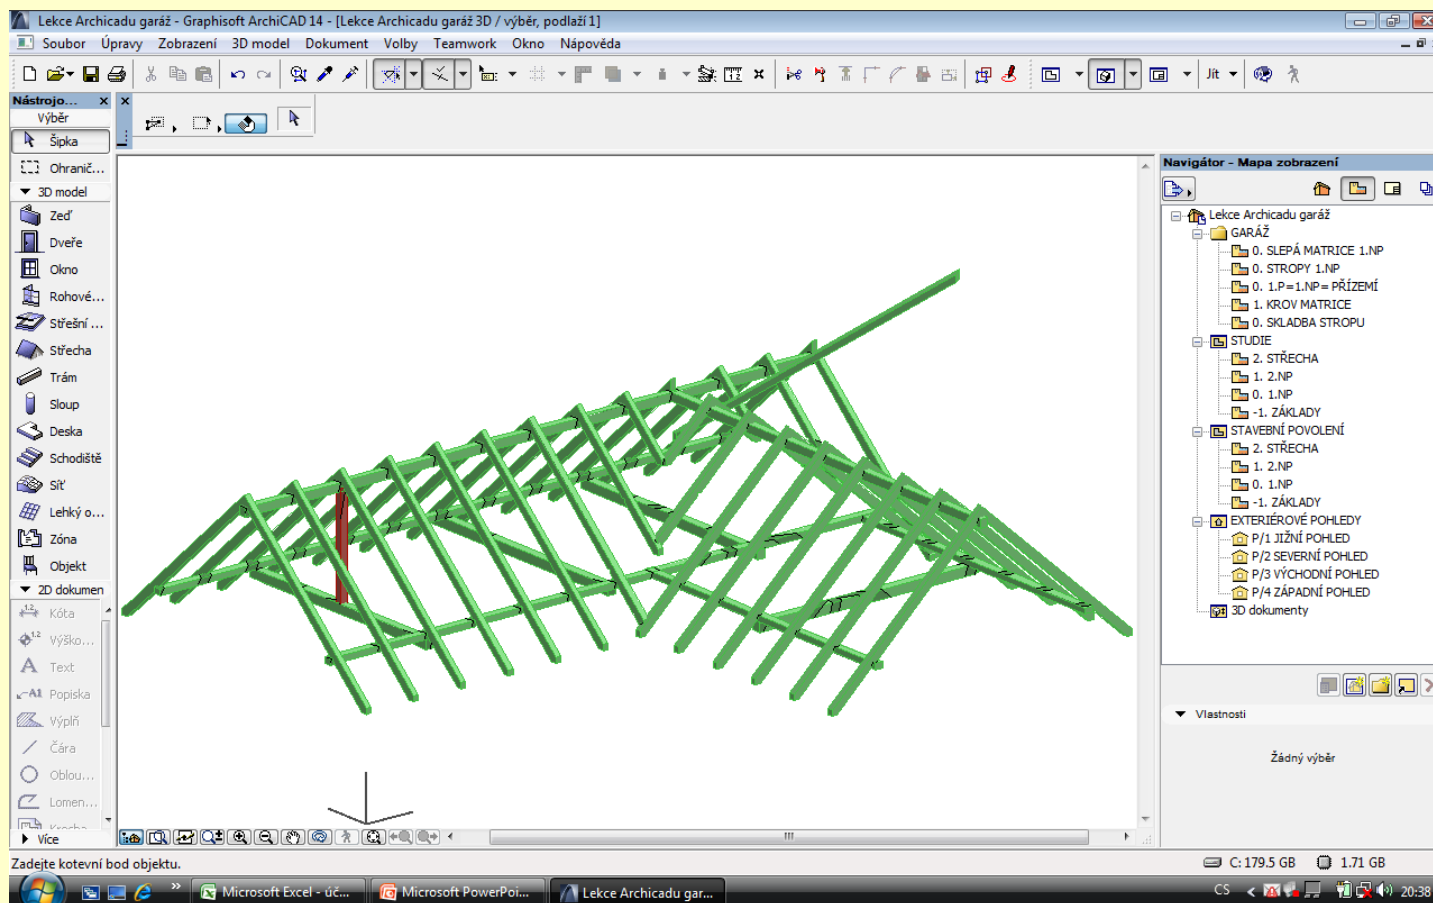 Lekce Archicadu garáž - Graphisoft ArchiCAD 14 - [Lekce Archicadu garáž 3D / výběr, podlaží 1]
Soubor Úpravy Zobrazení 3D model Dokument Volby Teamwork Okno Nápověda
Jít
Nástrojo...
Výběr
Šipka
Ohranič...
3D model
Zeď
Dveře
Okno
Rohové...
Střešní ...
Střecha
Trám
Sloup
Deska
Schodiště
Síť
Lehký o...
Zóna
Objekt
2D dokumen
Kóta
Výško...
Text
Popiska
Výplň
Čára
Oblou...
Lomen...
Více
Navigátor - Mapa zobrazení
Lekce Archicadu garáž
GARÁŽ
0. SLEPÁ MATRICE 1.NP
0. STROPY 1.NP
0. 1.P=1.NP= PŘÍZEMÍ
1. KROV MATRICE
0. SKLADBA STROPU
STUDIE
2. STŘECHA
1. 2.NP
0. 1.NP
-1. ZÁKLADY
STAVEBNÍ POVOLENÍ
2. STŘECHA
1. 2.NP
0. 1.NP
-1. ZÁKLADY
EXTERIÉROVÉ POHLEDY
P/1 JIŽNÍ POHLED
P/2 SEVERNÍ POHLED
P/3 VÝCHODNÍ POHLED
P/4 ZÁPADNÍ POHLED
3D dokumenty
Vlastnosti
Žádný výběr
Zadejte kotevní bod objektu.
C: 179.5 GB 1.71 GB
Microsoft Excel - úč... Microsoft PowerPoi... Lekce Archicadu gar... CS 20:38